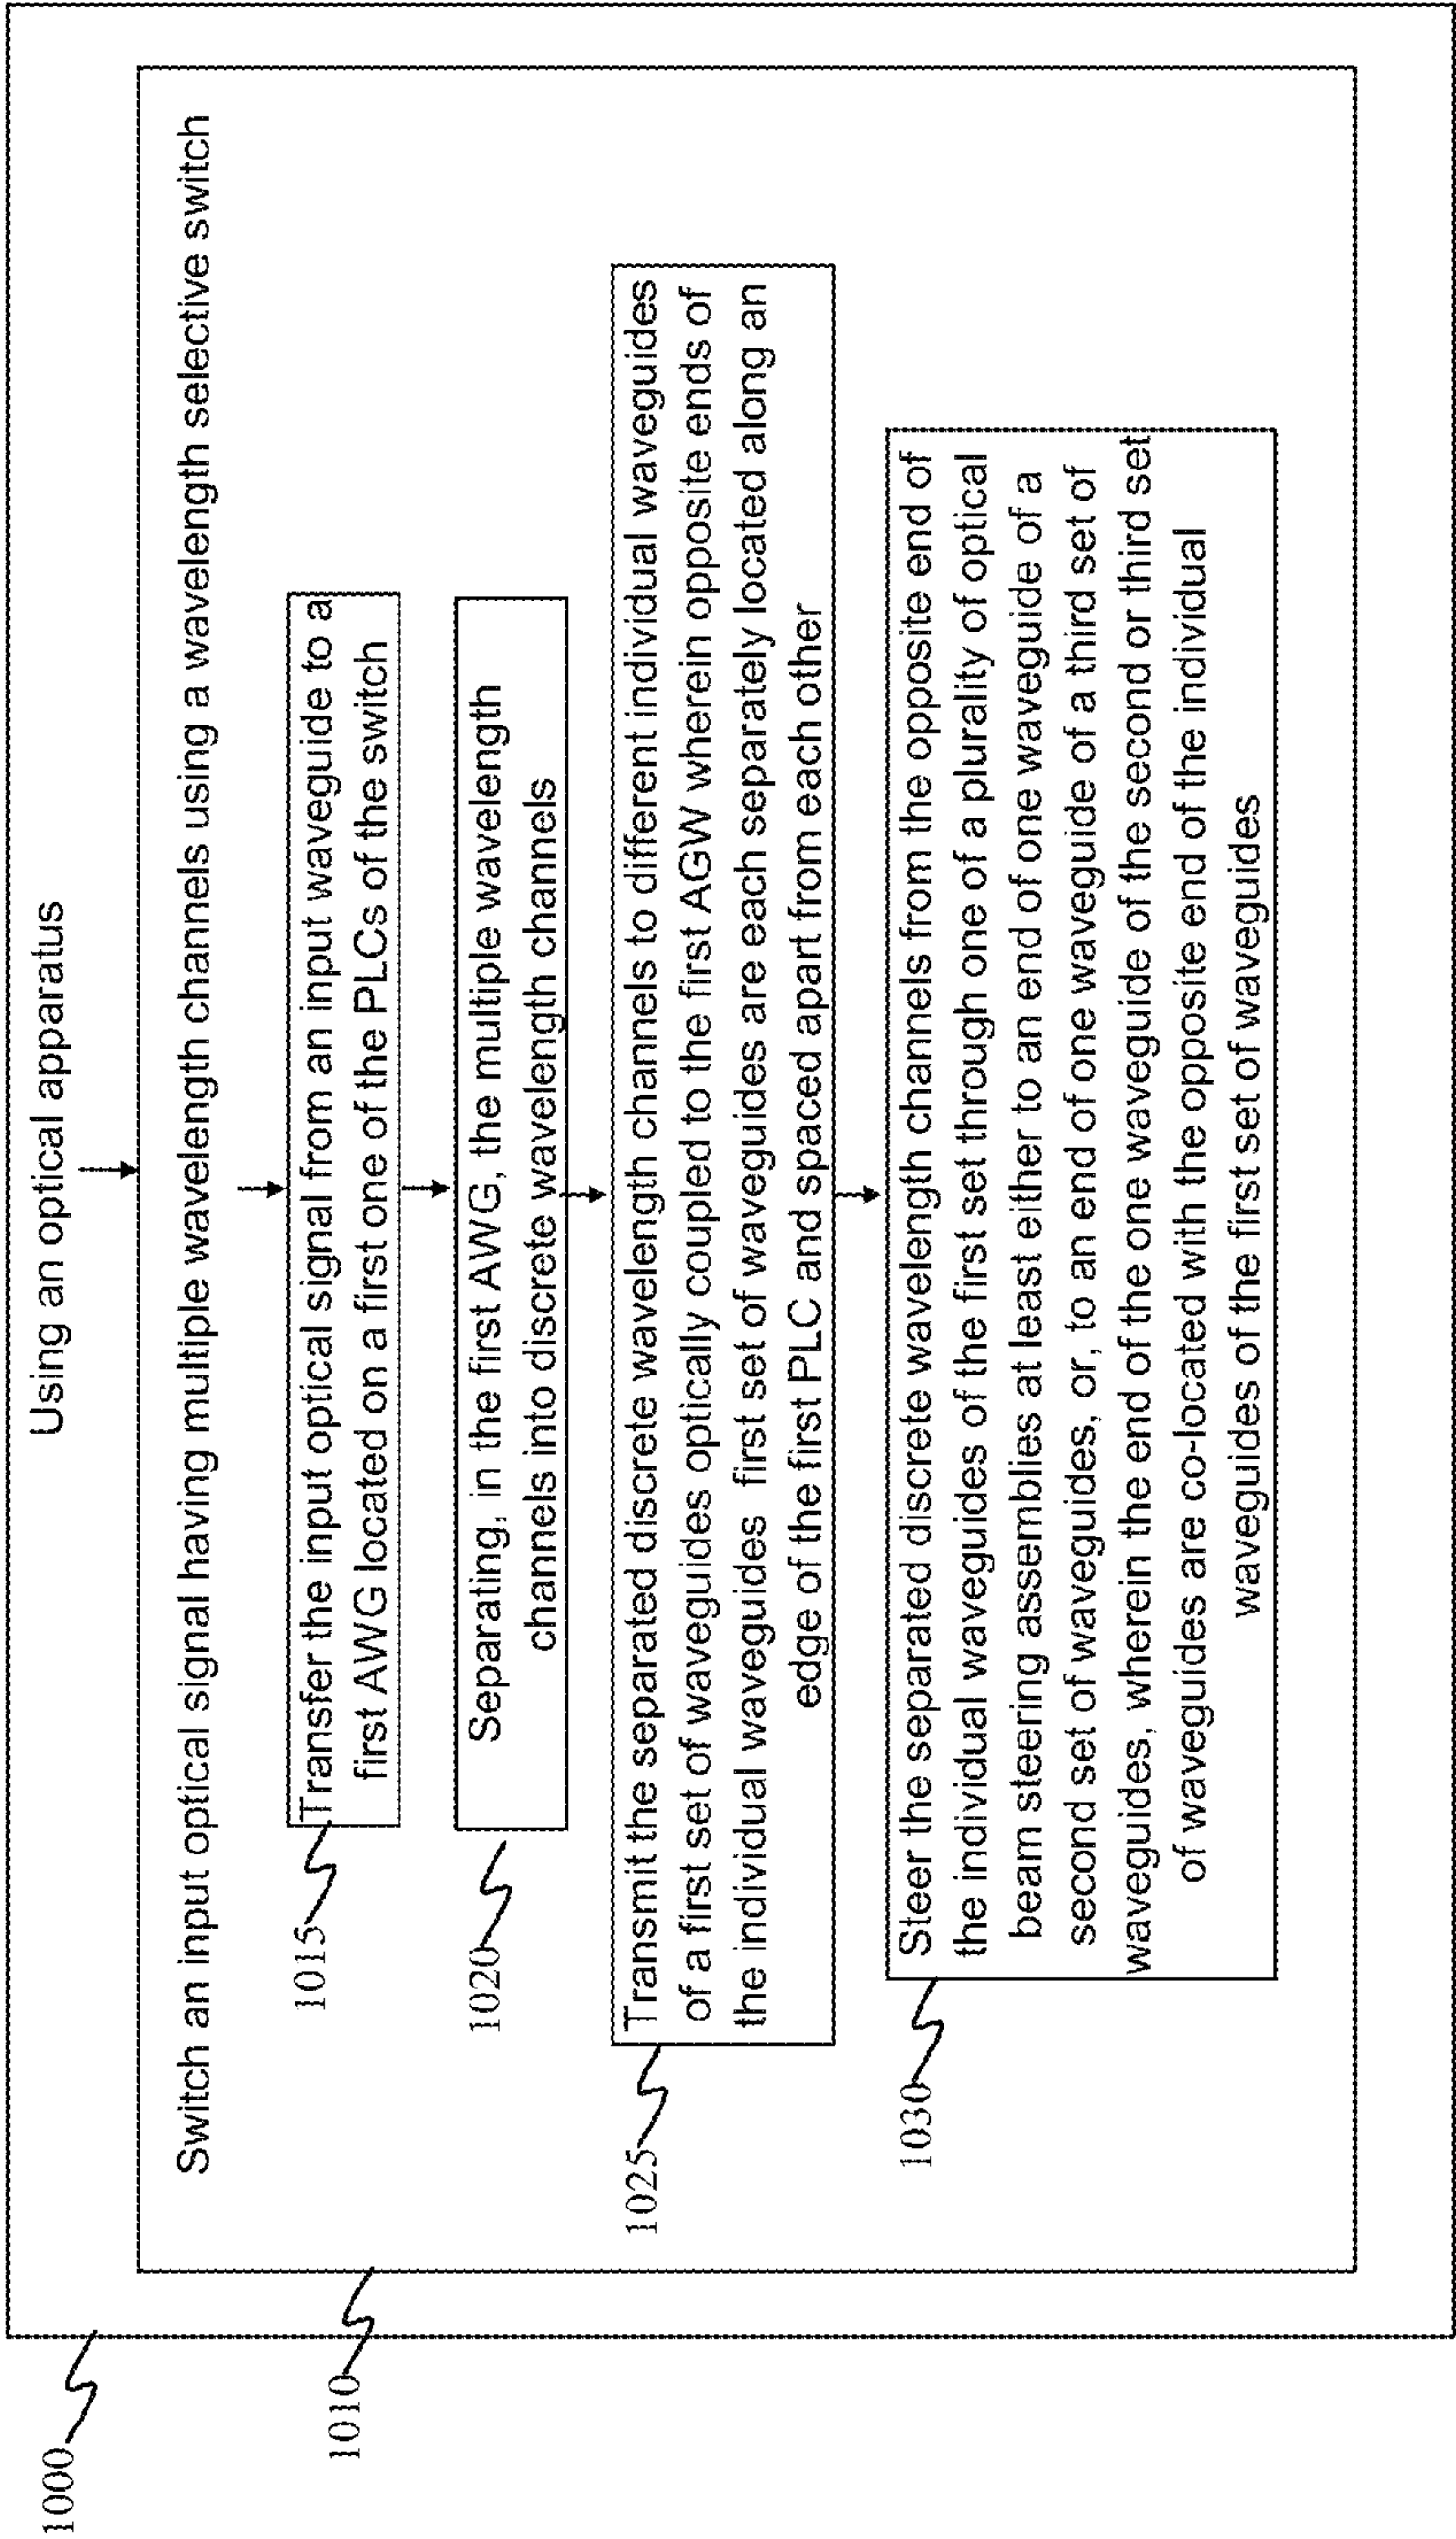 1000
Using an optical apparatus
1010
Switch an input optical signal having multiple wavelength channels using a wavelength selective switch
1015
Transfer the input optical signal from an input waveguide to a
first AWG located on a first one of the PLCs of the switch
1020
Separating, in the first AWG, the multiple wavelength
channels into discrete wavelength channels
1025
Transmit the separated discrete wavelength channels to different individual waveguides
of a first set of waveguides optically coupled to the first AGW wherein opposite ends of
the individual waveguides first set of waveguides are each separately located along an
edge of the first PLC and spaced apart from each other
1030
Steer the separated discrete wavelength channels from the opposite end of
the individual waveguides of the first set through one of a plurality of optical
beam steering assemblies at least either to an end of one waveguide of a
second set of waveguides, or, to an end of one waveguide of a third set of
waveguides, wherein the end of the one waveguide of the second or third set
of waveguides are co-located with the opposite end of the individual
waveguides of the first set of waveguides